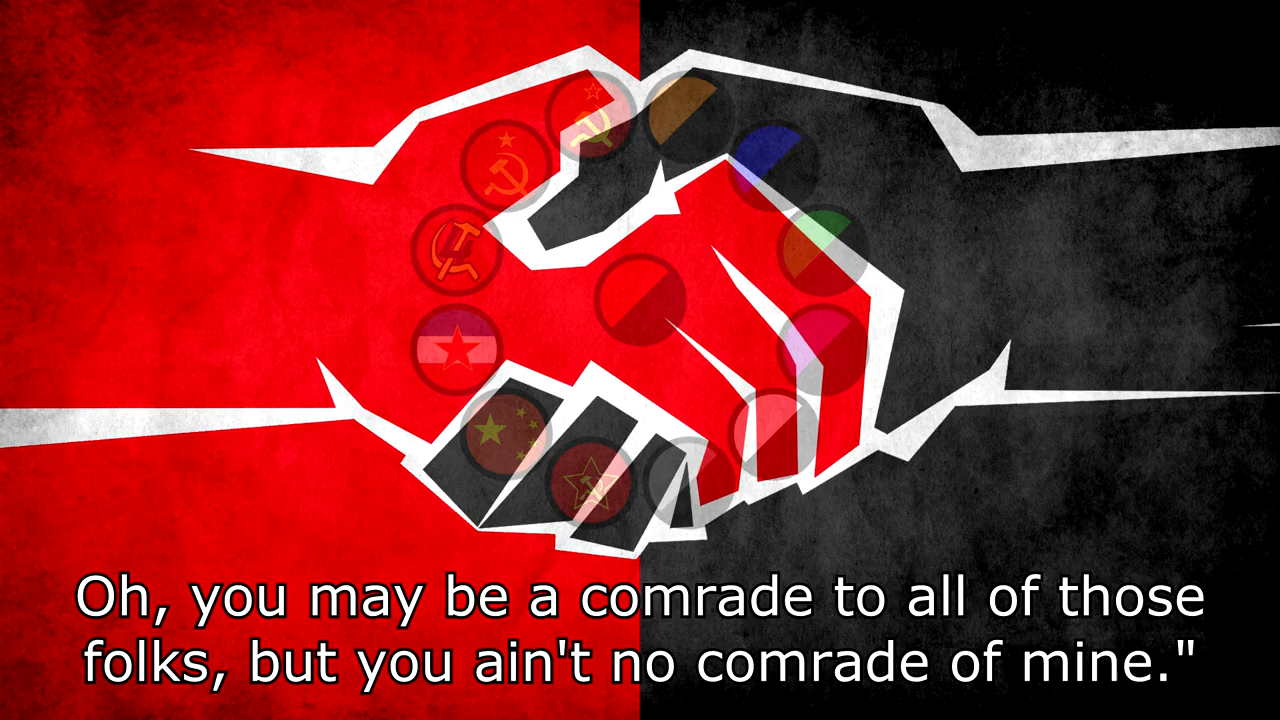 Oh, you may be a comrade to all of those
folks, but you ain't no comrade of mine."